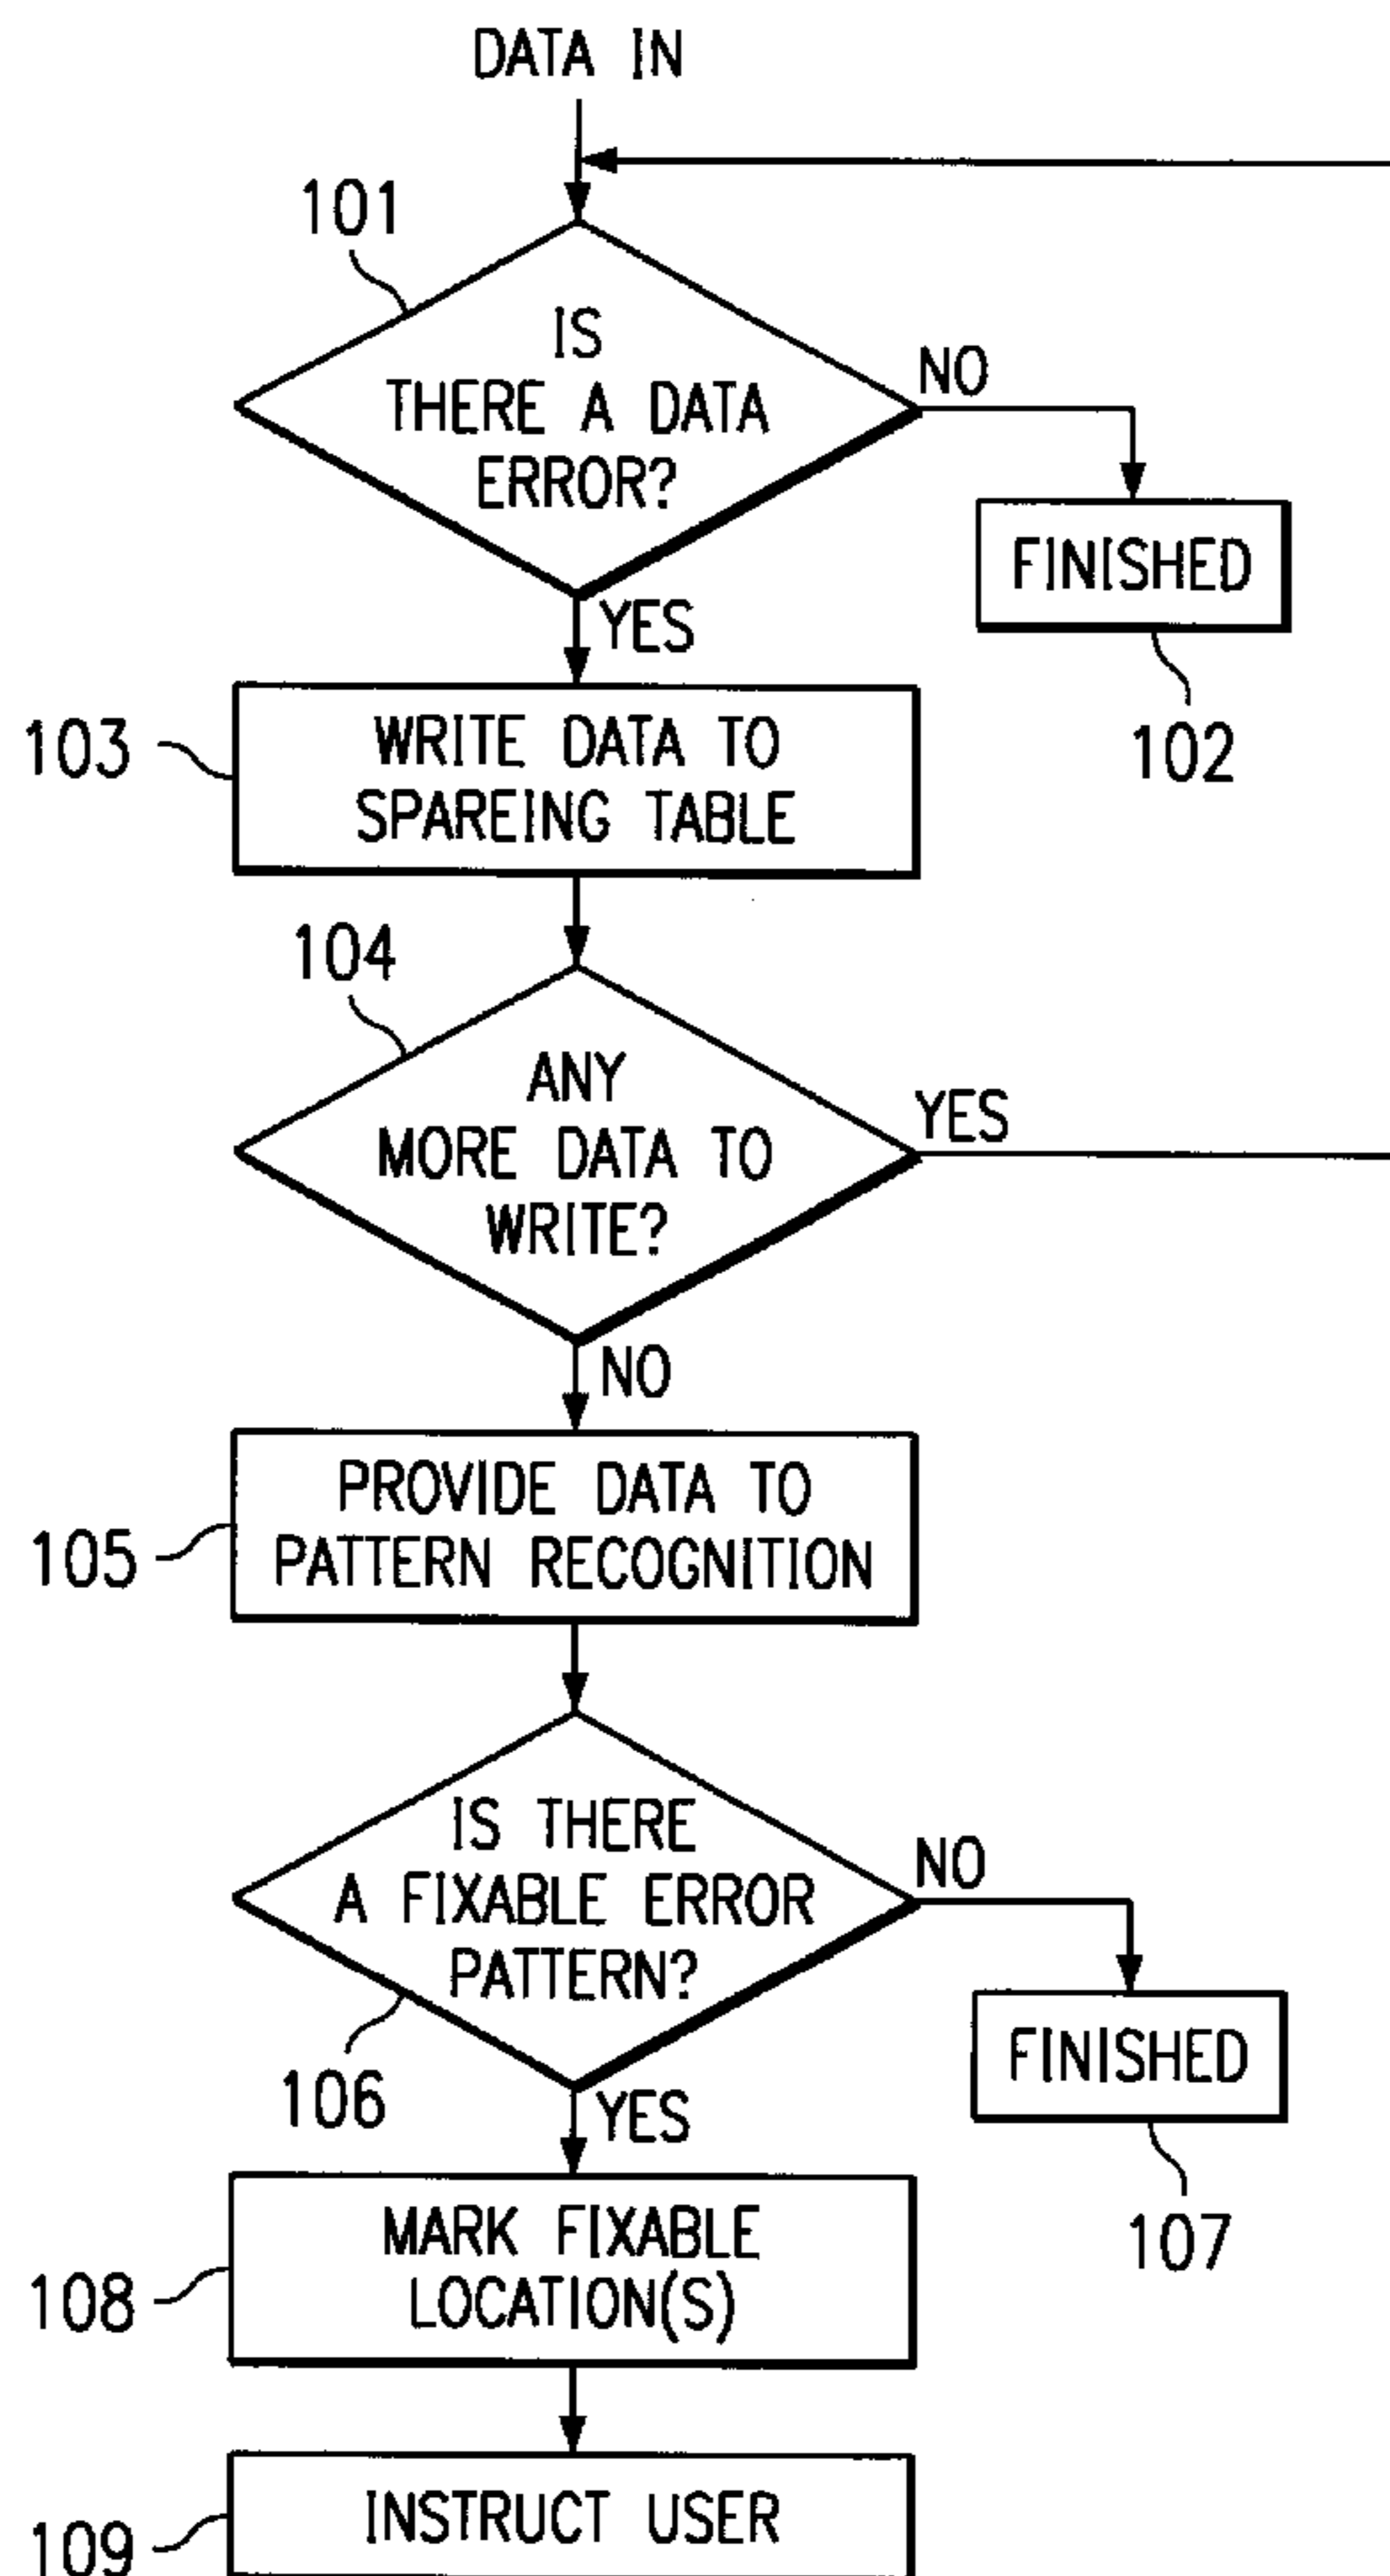 DATA IN
101
IS
THERE A DATA
ERROR?
NO
FINISHED
102
YES
103
WRITE DATA TO
SPAREING TABLE
104
ANY
MORE DATA TO
WRITE?
YES
NO
105
PROVIDE DATA TO
PATTERN RECOGNITION
IS THERE
A FIXABLE ERROR
PATTERN?
NO
106
FINISHED
107
YES
108
MARK FIXABLE
LOCATION(S)
109
INSTRUCT USER